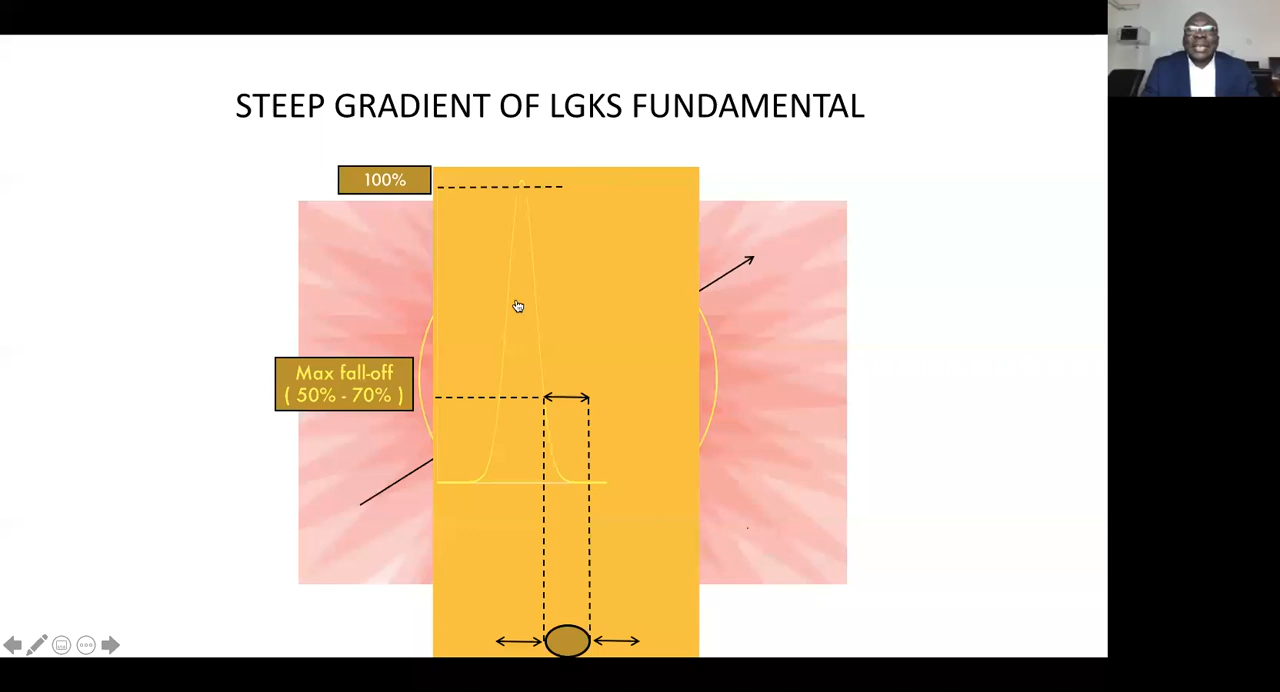 STEEP GRADIENT OF LGKS FUNDAMENTAL
100%
Max fall-off
( 50% - 70% )